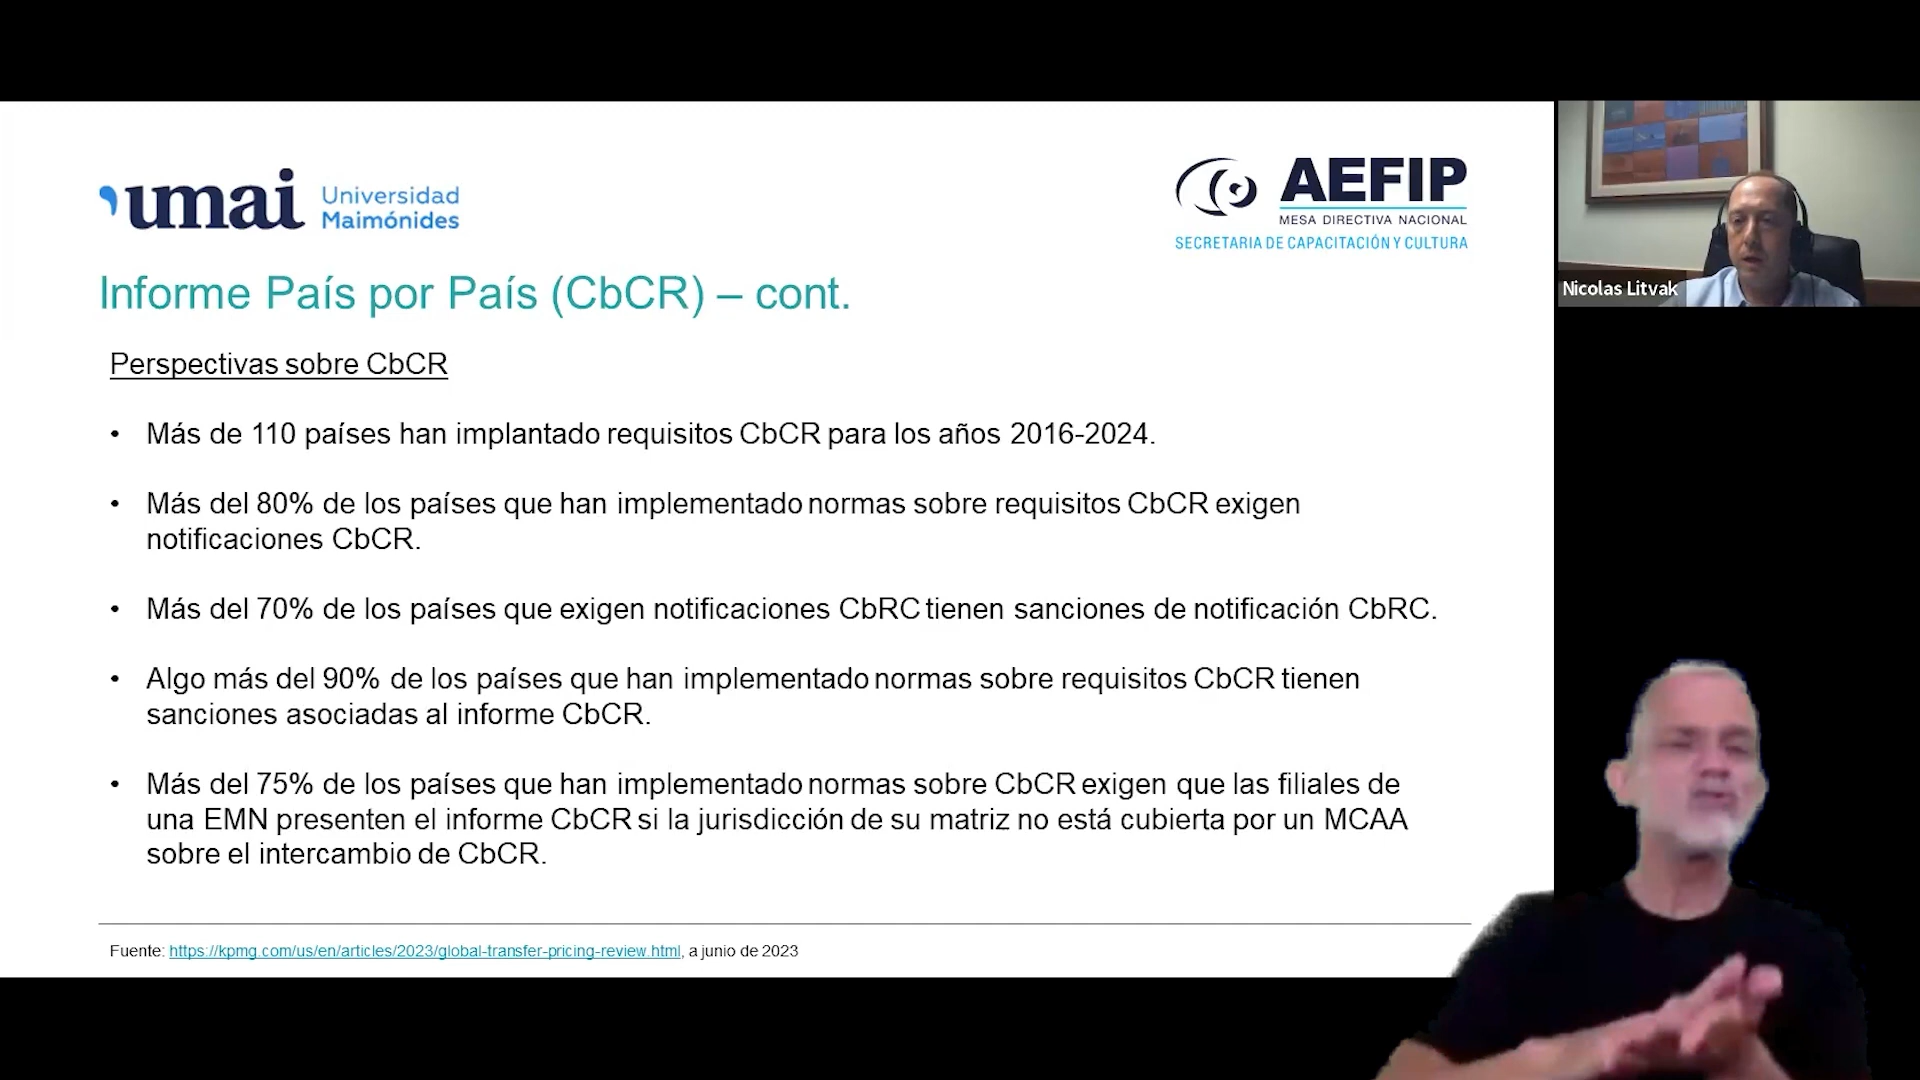 umai Universidad
Maimónides
AEFIP
MESA DIRECTIVA NACIONAL
SECRETARIA DE CAPACITACIÓN Y CULTURA
Informe País por País (CbCR) – cont.
Perspectivas sobre CbCR
• Más de 110 países han implantado requisitos CbCR para los años 2016-2024.
• Más del 80% de los países que han implementado normas sobre requisitos CbCR exigen
notificaciones CbCR.
• Más del 70% de los países que exigen notificaciones CbRC tienen sanciones de notificación CbRC.
• Algo más del 90% de los países que han implementado normas sobre requisitos CbCR tienen
sanciones asociadas al informe CbCR.
• Más del 75% de los países que han implementado normas sobre CbCR exigen que las filiales de
una EMN presenten el informe CbCR si la jurisdicción de su matriz no está cubierta por un MCAA
sobre el intercambio de CbCR.
Fuente: https://kpmg.com/us/en/articles/2023/global-transfer-pricing-review.html, a junio de 2023
Nicolas Litvak